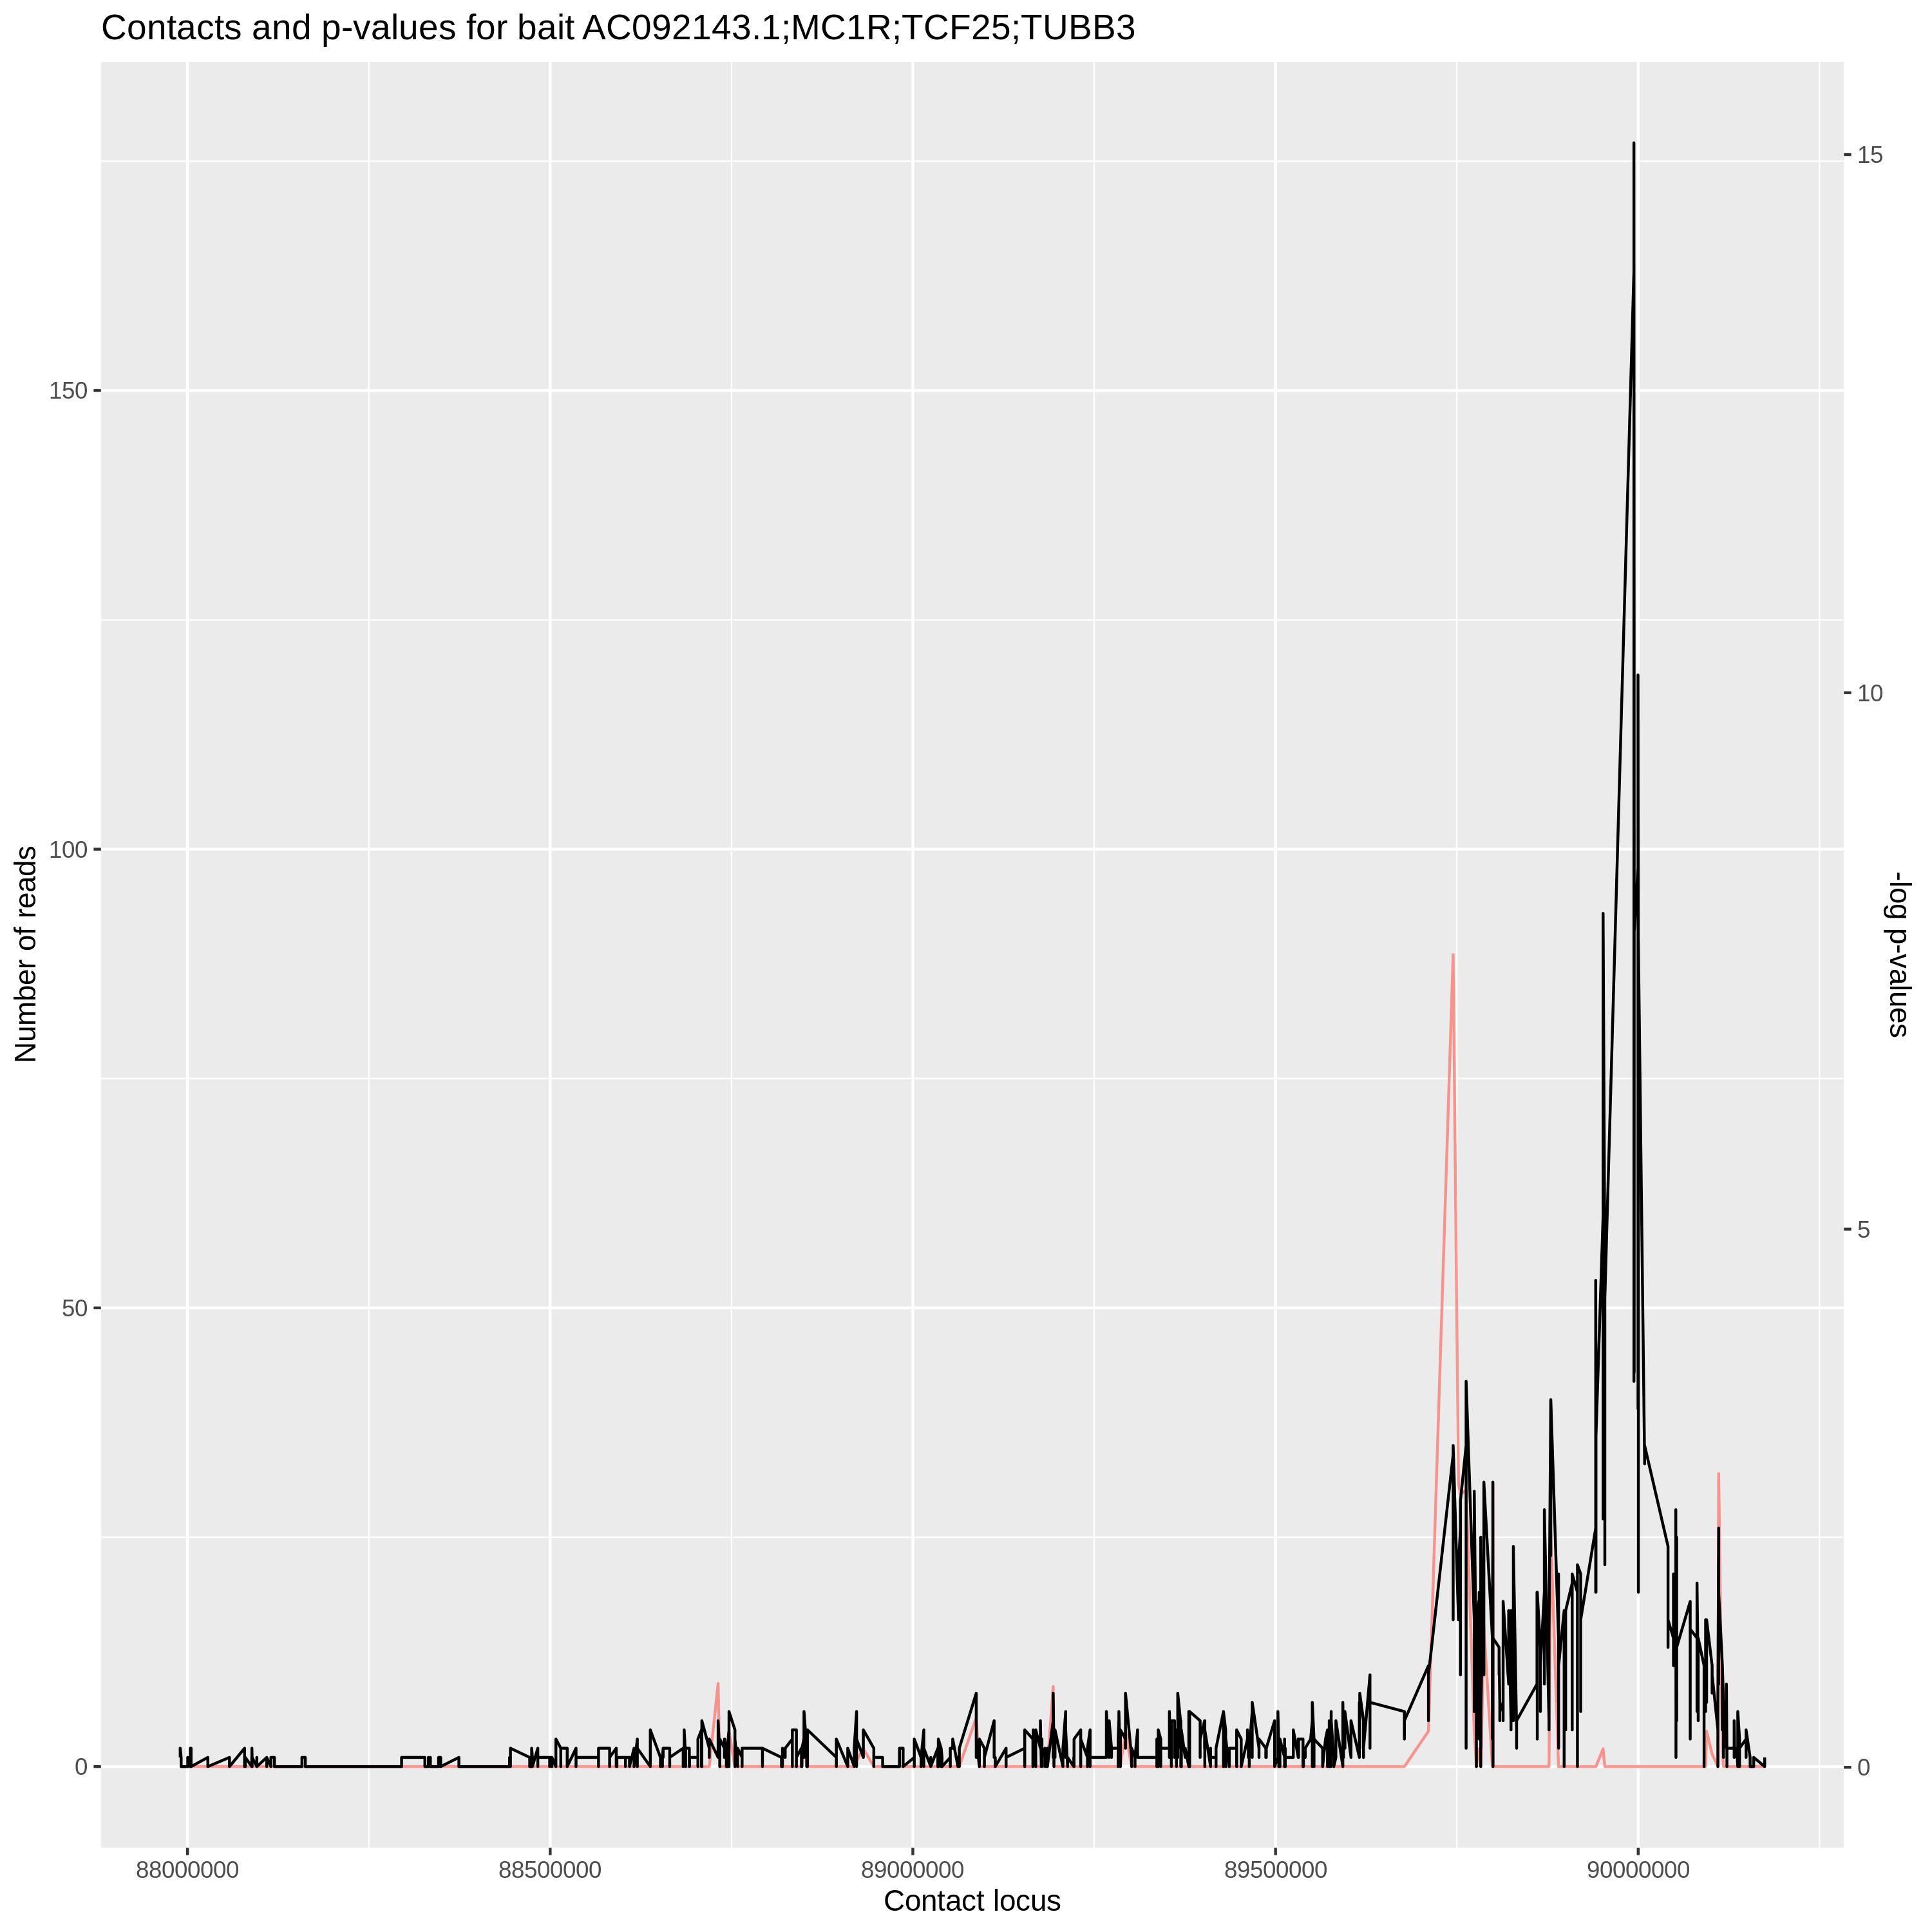 Contacts and p-values for bait AC092143.1;MC1R;TCF25;TUBB3
150
100
50
0
Number of reads
15
10
5
0
-log p-values
88000000 88500000 89000000 89500000 90000000
Contact locus